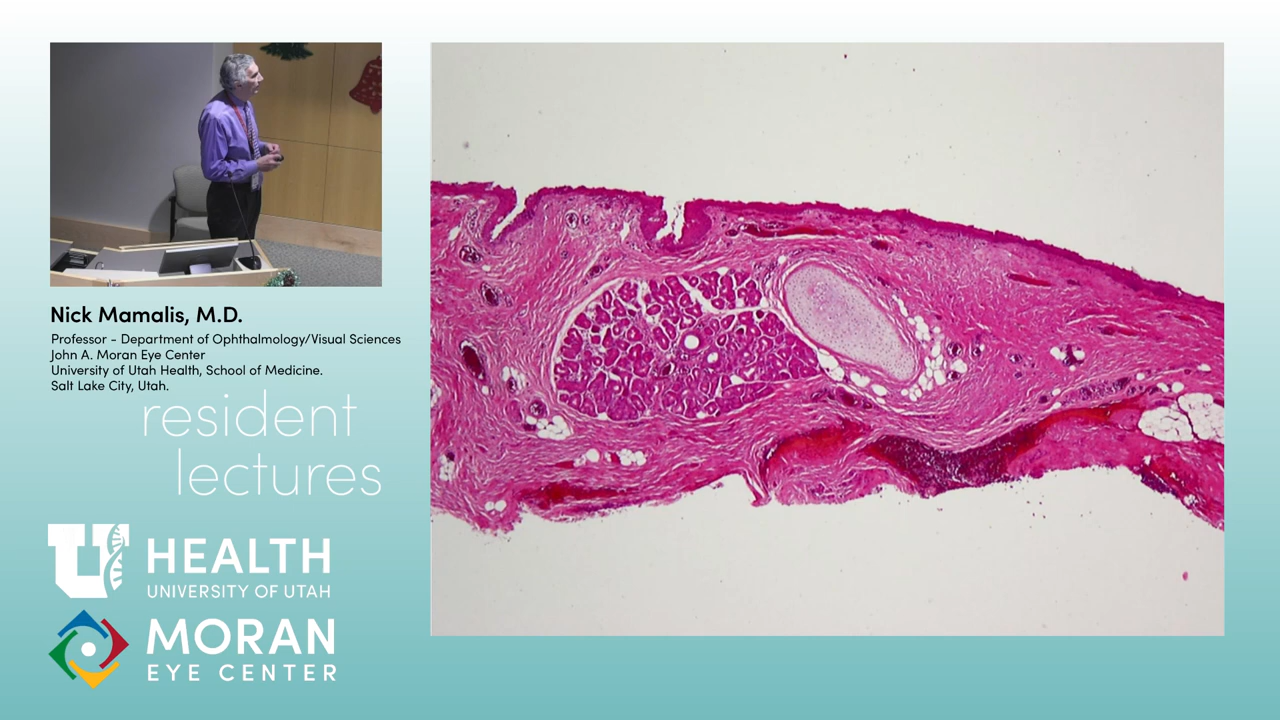 Nick Mamalis, M.D.
Professor - Department of Ophthalmology/Visual Sciences
John A. Moran Eye Center
University of Utah Health, School of Medicine.
Salt Lake City, Utah.
resident
lectures
U HEALTH
UNIVERSITY OF UTAH
MORAN
EYE CENTER